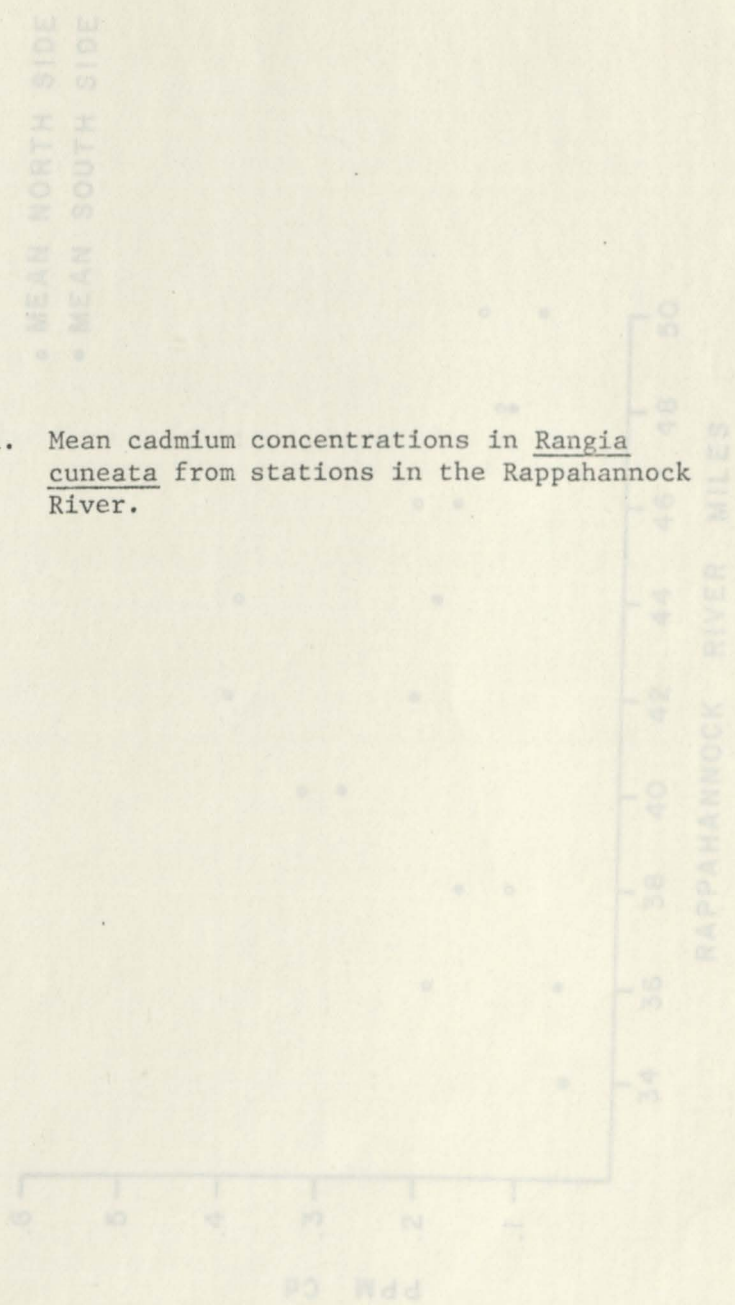 . Mean cadmium concentrations in Rangia
cuneata from stations in the Rappahannock
River.
• MEAN NORTH SIDE
• MEAN SOUTH SIDE
50
48
46
44
42
40
38
36
34
RAPPAHANNOCK RIVER MILES
.6
.5
.4
.3
.2
.1
PPM Cd